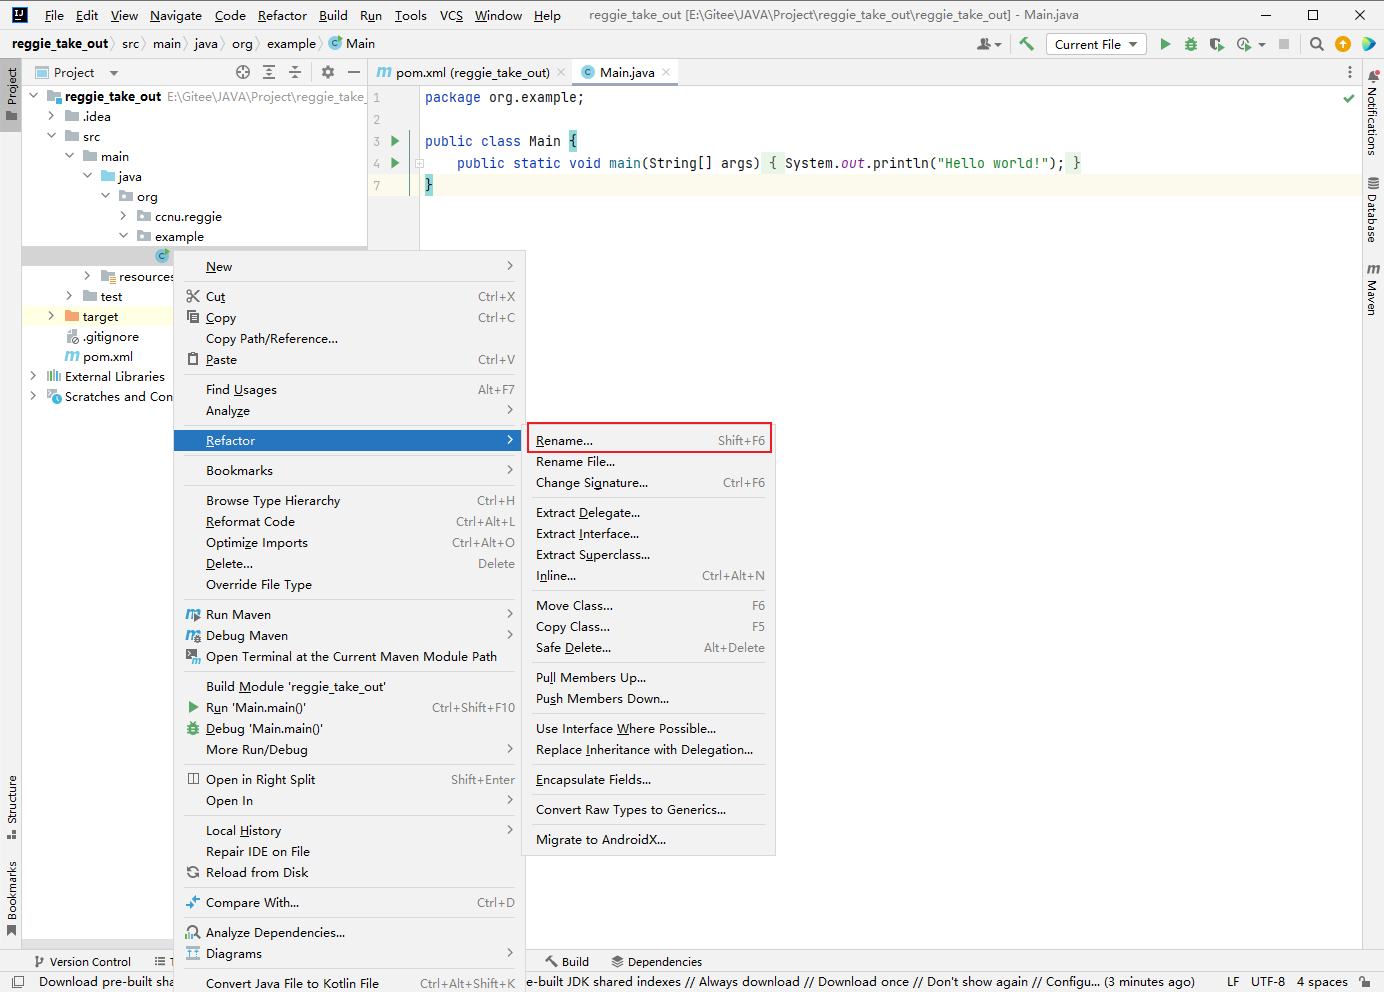 File Edit View Navigate Code Refactor Build Run Tools VCS Window Help reggie_take_out [E:\Gitee\JAVA\Project\reggie_take_out\reggie_take_out] - Main.java
reggie_take_out src main java org example Main
Current File
Project
pom.xml (reggie_take_out)
Main.java
Project
Structure
Bookmarks
reggie_take_out E:\Gitee\JAVA\Project\reggie_take_
.idea
src
main
java
org
ccnu.reggie
example
resources
test
target
.gitignore
pom.xml
External Libraries
Scratches and Con
1 package org.example;
2
3 public class Main {
4 public static void main(String[] args) { System.out.println("Hello world!"); }
7 }
Notifications
Database
Maven
New
Cut Ctrl+X
Copy Ctrl+C
Copy Path/Reference...
Paste Ctrl+V
Find Usages Alt+F7
Analyze
Refactor
Bookmarks
Browse Type Hierarchy Ctrl+H
Reformat Code Ctrl+Alt+L
Optimize Imports Ctrl+Alt+O
Delete... Delete
Override File Type
Run Maven
Debug Maven
Open Terminal at the Current Maven Module Path
Build Module 'reggie_take_out'
Run 'Main.main()' Ctrl+Shift+F10
Debug 'Main.main()'
More Run/Debug
Open in Right Split Shift+Enter
Open In
Local History
Repair IDE on File
Reload from Disk
Compare With... Ctrl+D
Analyze Dependencies...
Diagrams
Convert Java File to Kotlin File Ctrl+Alt+Shift+K
Rename... Shift+F6
Rename File...
Change Signature... Ctrl+F6
Extract Delegate...
Extract Interface...
Extract Superclass...
Inline... Ctrl+Alt+N
Move Class... F6
Copy Class... F5
Safe Delete... Alt+Delete
Pull Members Up...
Push Members Down...
Use Interface Where Possible...
Replace Inheritance with Delegation...
Encapsulate Fields...
Convert Raw Types to Generics...
Migrate to AndroidX...
Version Control T Build Dependencies
Download pre-built sha e-built JDK shared indexes // Always download // Download once // Don't show again // Configu... (3 minutes ago) LF UTF-8 4 spaces